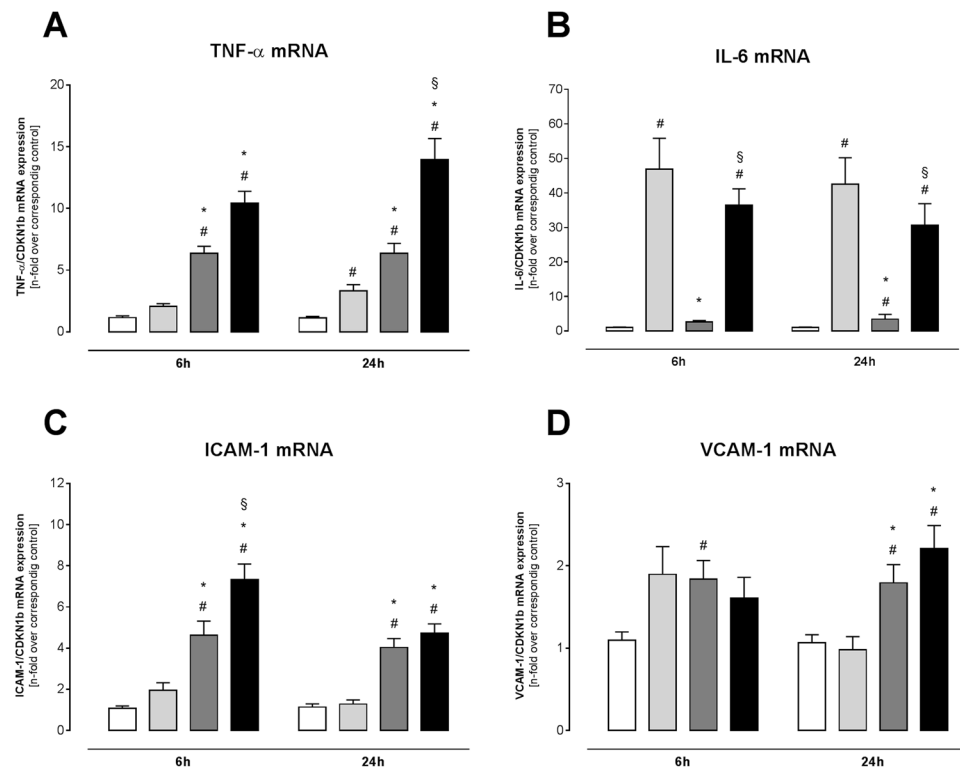 A
TNF-α mRNA
TNF-α/CDKN1b mRNA expression
[n-fold over correspondig control]
20
15
10
5
0
* #
* #
#
* #
§ * #
6h
24h
B
IL-6 mRNA
IL-6/CDKN1b mRNA expression
[n-fold over correspondig control]
70
60
50
40
30
20
10
0
#
*
§ #
#
* #
§ #
6h
24h
C
ICAM-1 mRNA
ICAM-1/CDKN1b mRNA expression
[n-fold over correspondig control]
12
10
8
6
4
2
0
* #
§ * #
* #
* #
6h
24h
D
VCAM-1 mRNA
VCAM-1/CDKN1b mRNA expression
[n-fold over correspondig control]
3
2
1
0
#
* #
* #
6h
24h